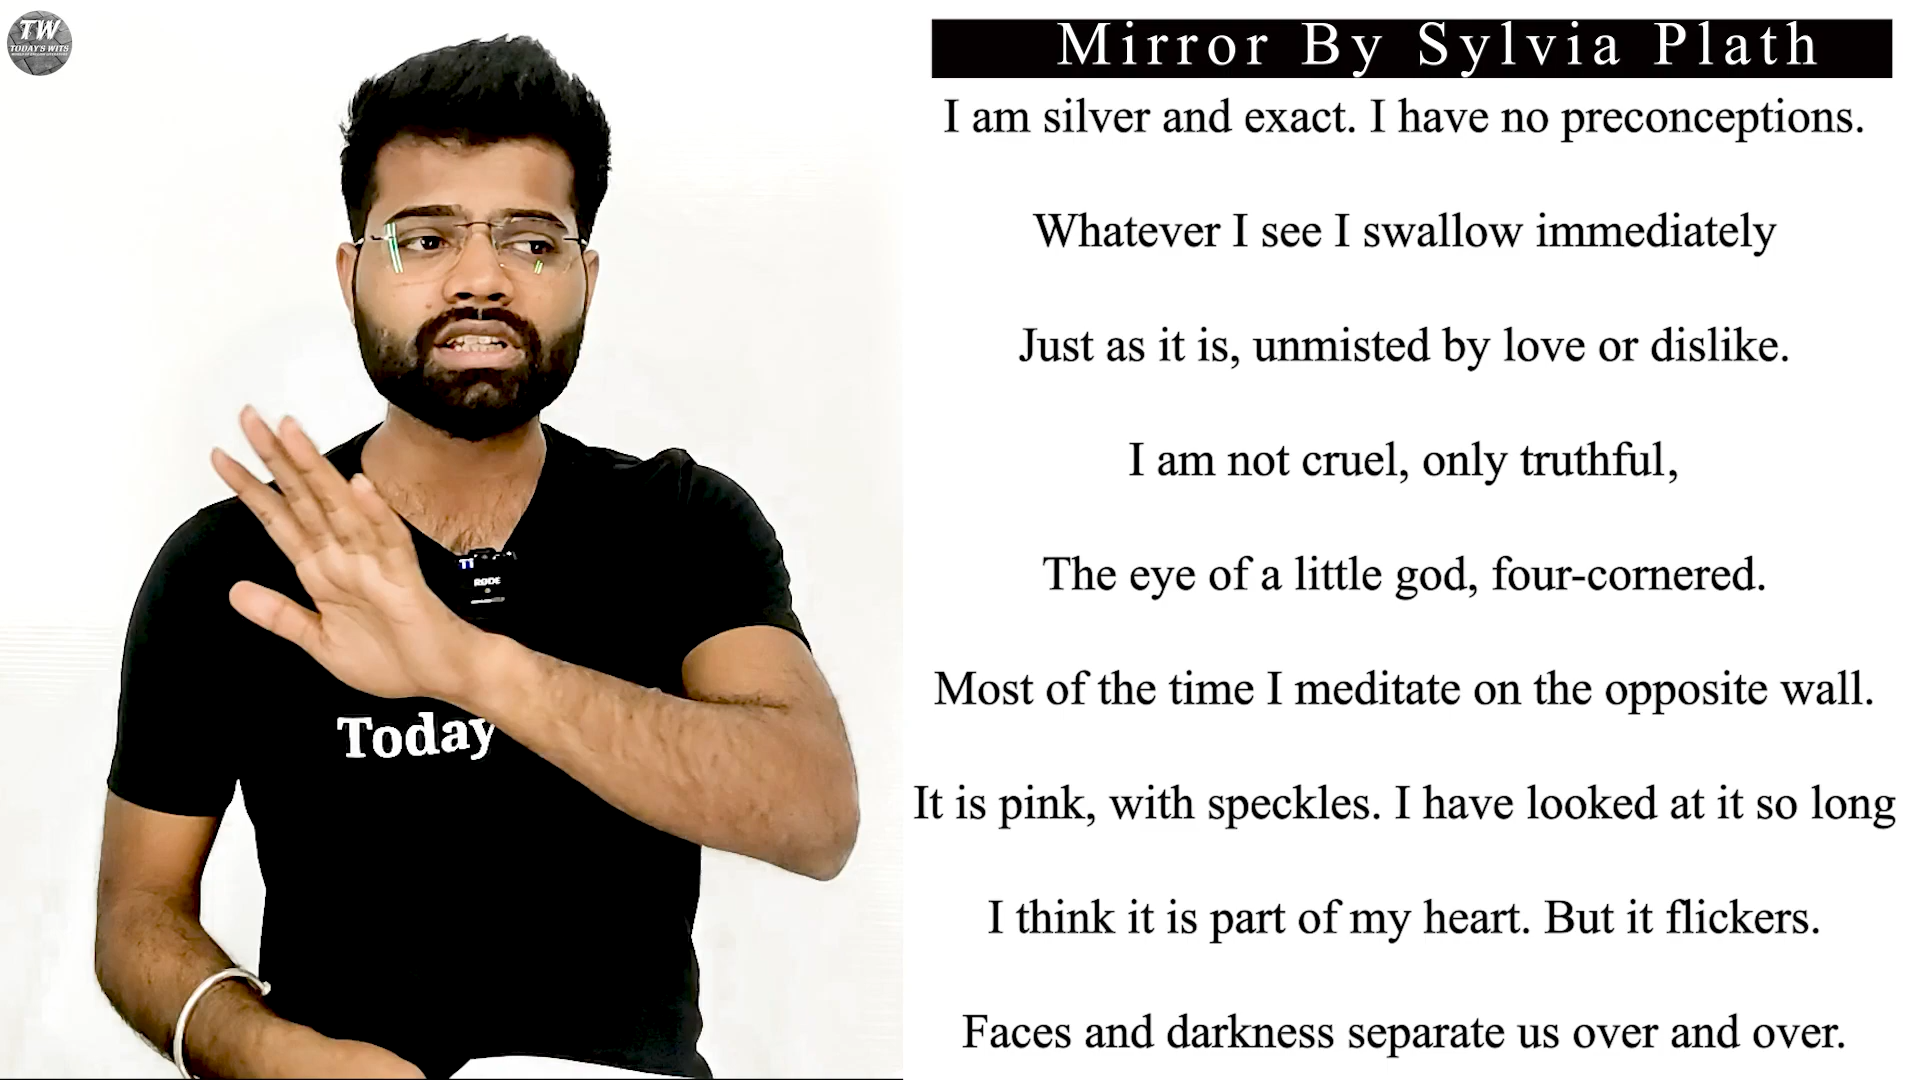 TW
TODAY'S WITS
Mirror By Sylvia Plath
I am silver and exact. I have no preconceptions.
Whatever I see I swallow immediately
Just as it is, unmisted by love or dislike.
I am not cruel, only truthful,
The eye of a little god, four-cornered.
Most of the time I meditate on the opposite wall.
It is pink, with speckles. I have looked at it so long
I think it is part of my heart. But it flickers.
Faces and darkness separate us over and over.
RØDE
Today